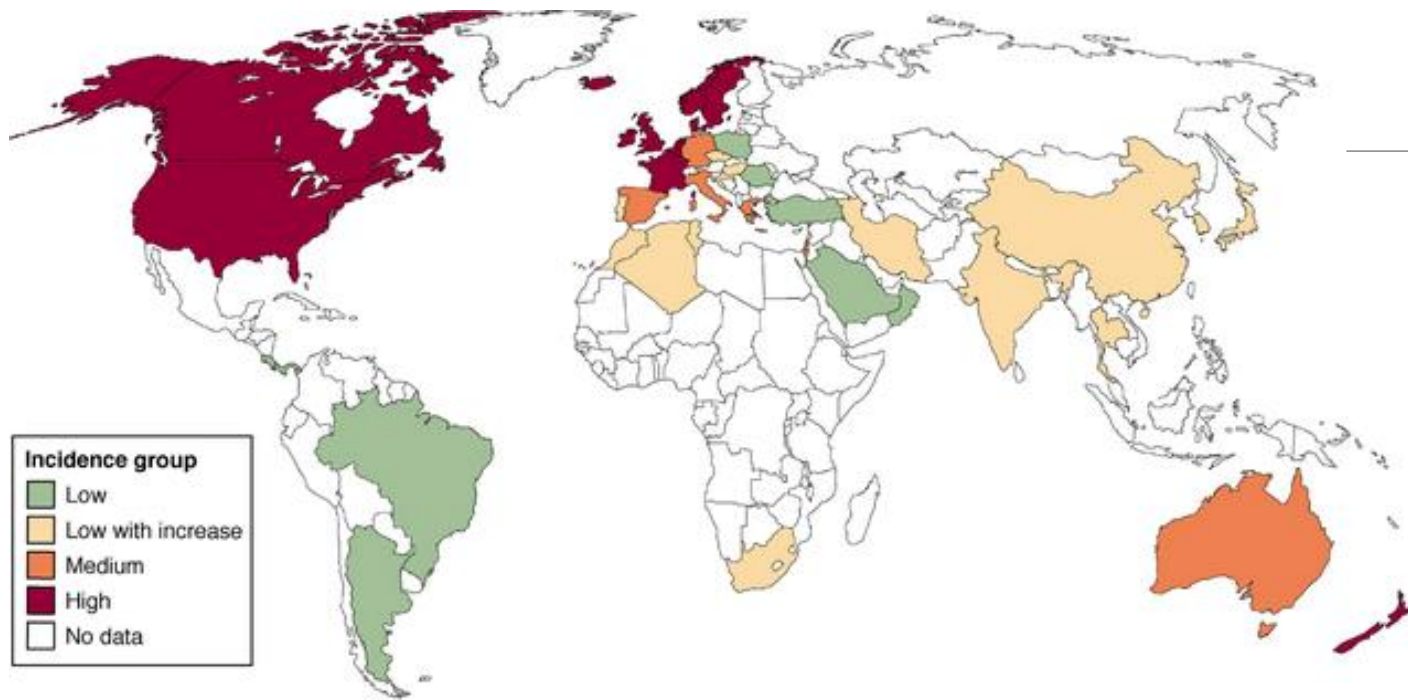 Incidence group
Low
Low with increase
Medium
High
No data